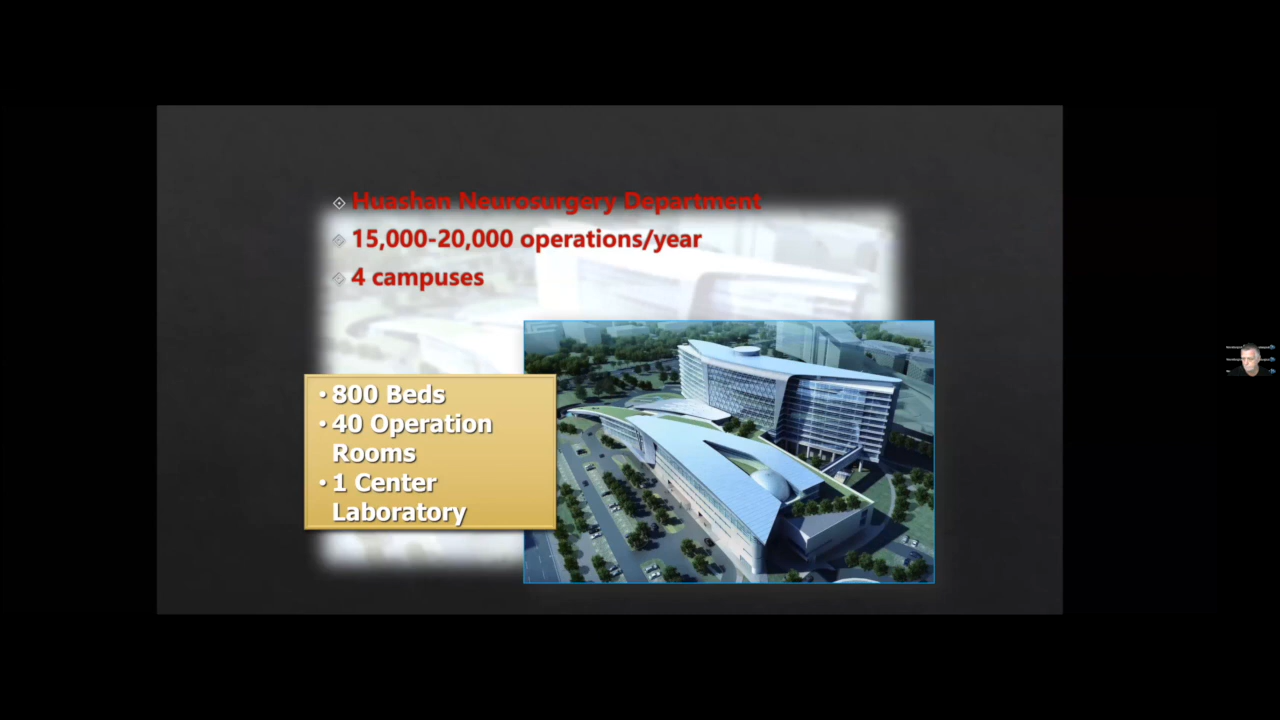 Huashan Neurosurgery Department
15,000-20,000 operations/year
4 campuses
• 800 Beds
• 40 Operation
Rooms
• 1 Center
Laboratory